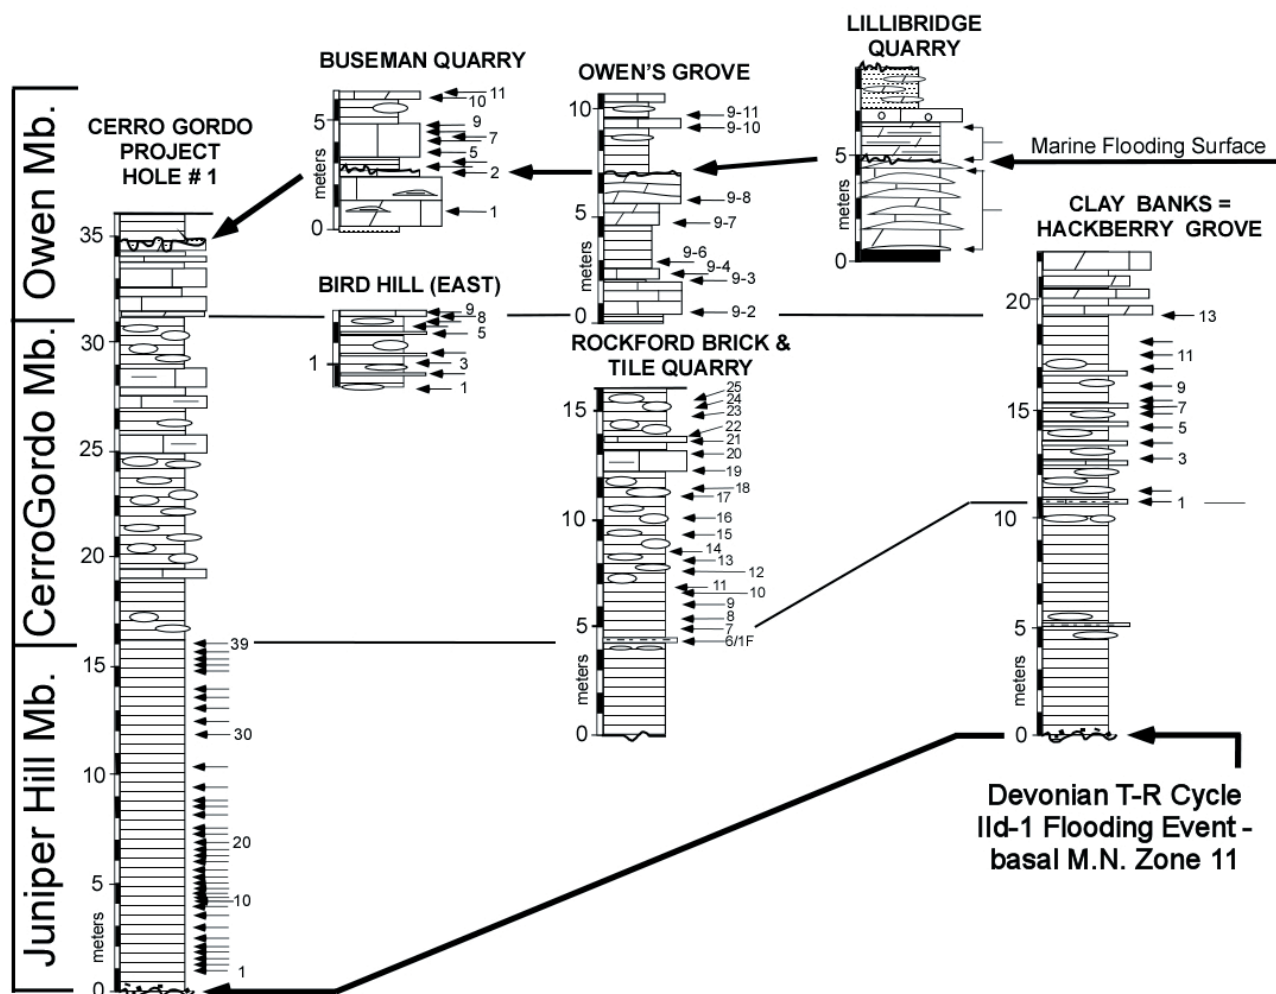 Owen Mb.
CerroGordo Mb.
Juniper Hill Mb.
CERRO GORDO
PROJECT
HOLE # 1
35
30
25
20
15
10
5
0
meters
39
30
20
10
1
BUSEMAN QUARRY
5
0
meters
11
10
9
7
5
2
1
BIRD HILL (EAST)
1
9
8
5
3
1
OWEN'S GROVE
10
5
0
meters
9-11
9-10
9-8
9-7
9-6
9-4
9-3
9-2
ROCKFORD BRICK &
TILE QUARRY
15
10
5
0
meters
25
24
23
22
21
20
19
18
17
16
15
14
13
12
11
10
9
8
7
6/1F
LILLIBRIDGE
QUARRY
5
0
meters
Marine Flooding Surface
CLAY BANKS =
HACKBERRY GROVE
20
15
10
5
0
meters
13
11
9
7
5
3
1
Devonian T-R Cycle
IId-1 Flooding Event -
basal M.N. Zone 11